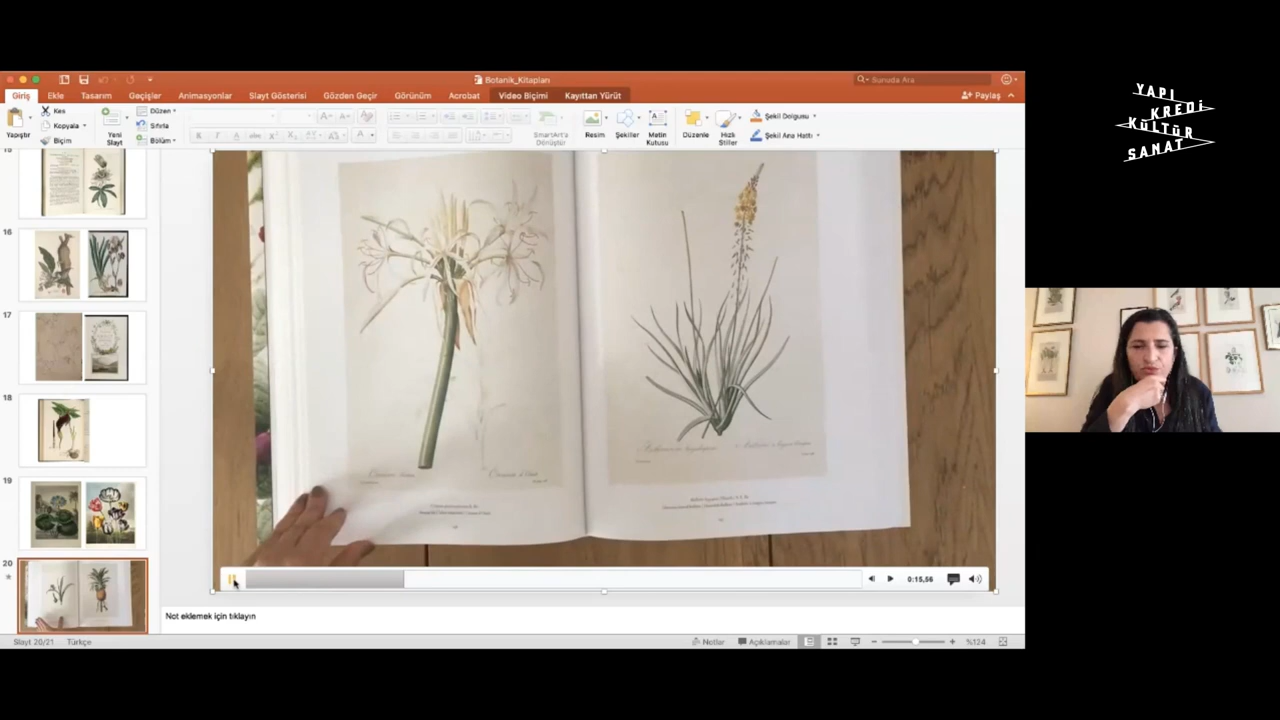 Botanik_Kitapları
Sunuda Ara
Giriş Ekle Tasarım Geçişler Animasyonlar Slayt Gösterisi Gözden Geçir Görünüm Acrobat Video Biçimi Kayıttan Yürüt Paylaş
Yapıştır
Kes
Kopyala
Biçim
Yeni
Slayt
Düzen
Sıfırla
Bölüm
SmartArt'a
Dönüştür
Resim
Şekiller
Metin
Kutusu
Düzenle
Hızlı
Stiller
Şekil Dolgusu
Şekil Ana Hattı
15
16
17
18
19
20
0:15,56
Not eklemek için tıklayın
Slayt 20/21 Türkçe
Notlar Açıklamalar %124
YAPI
KREDi
KÜLTÜR
SANAT